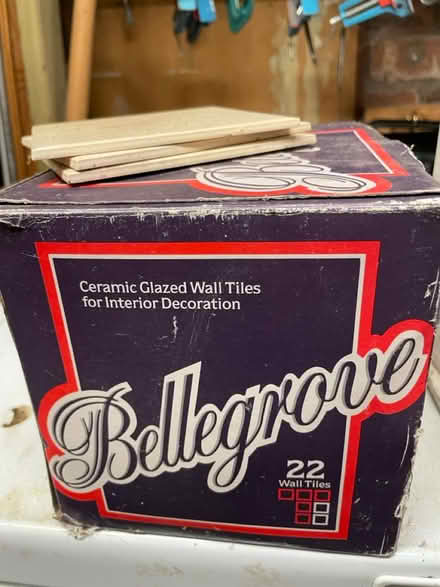 Ceramic Glazed Wall Tiles
for Interior Decoration
Bellegrove
22
Wall Tiles